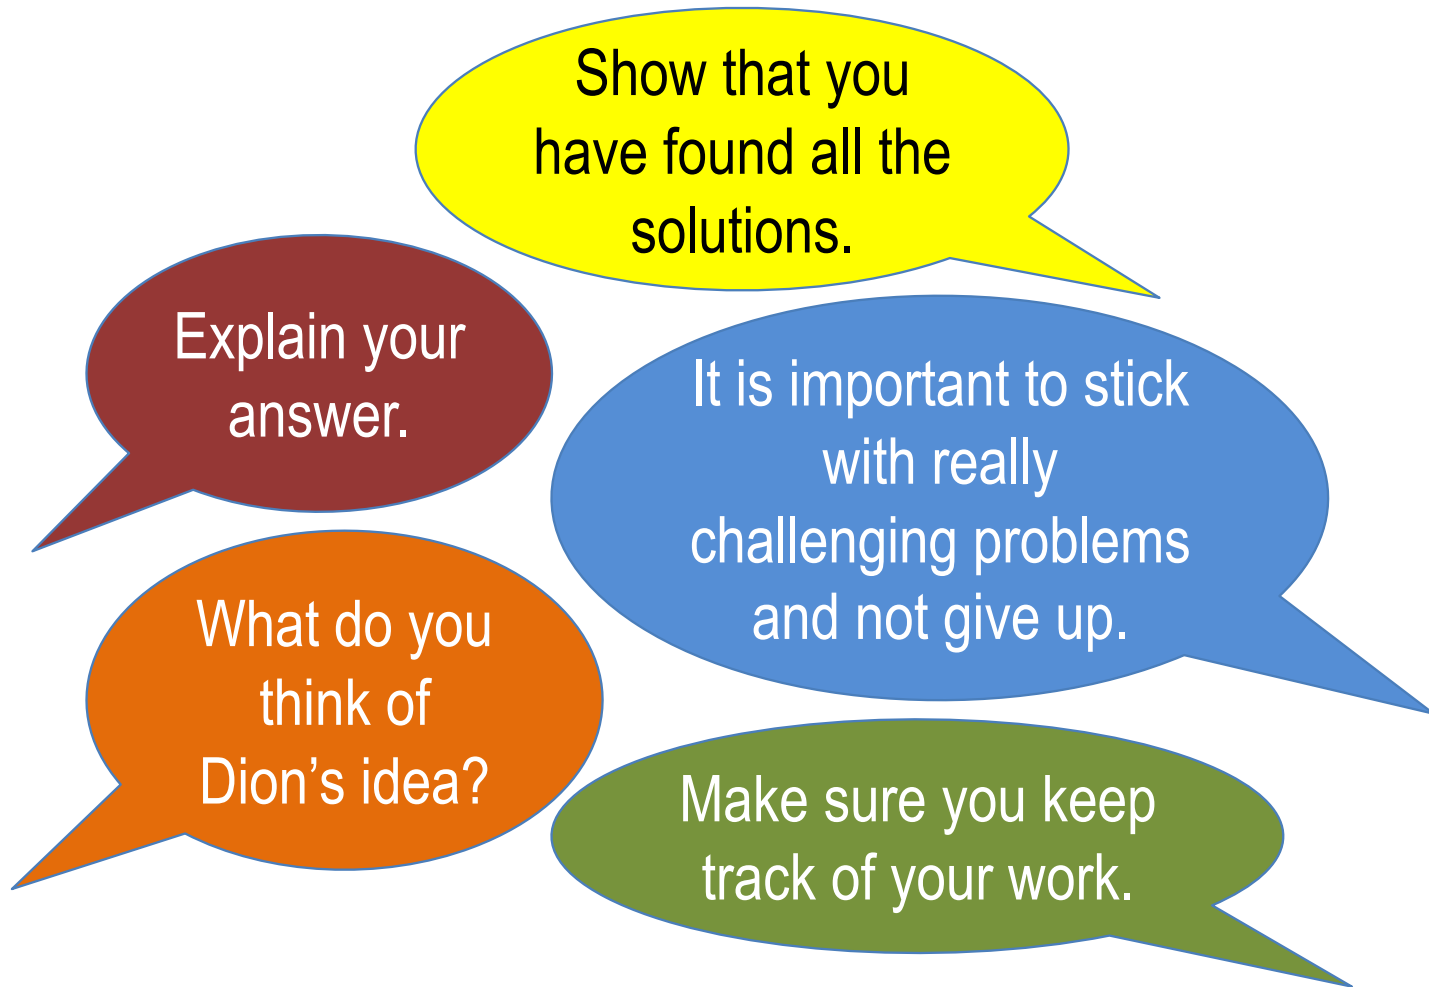 Show that you
have found all the
solutions.
Explain your
answer.
It is important to stick
with really
challenging problems
and not give up.
What do you
think of
Dion’s idea?
Make sure you keep
track of your work.